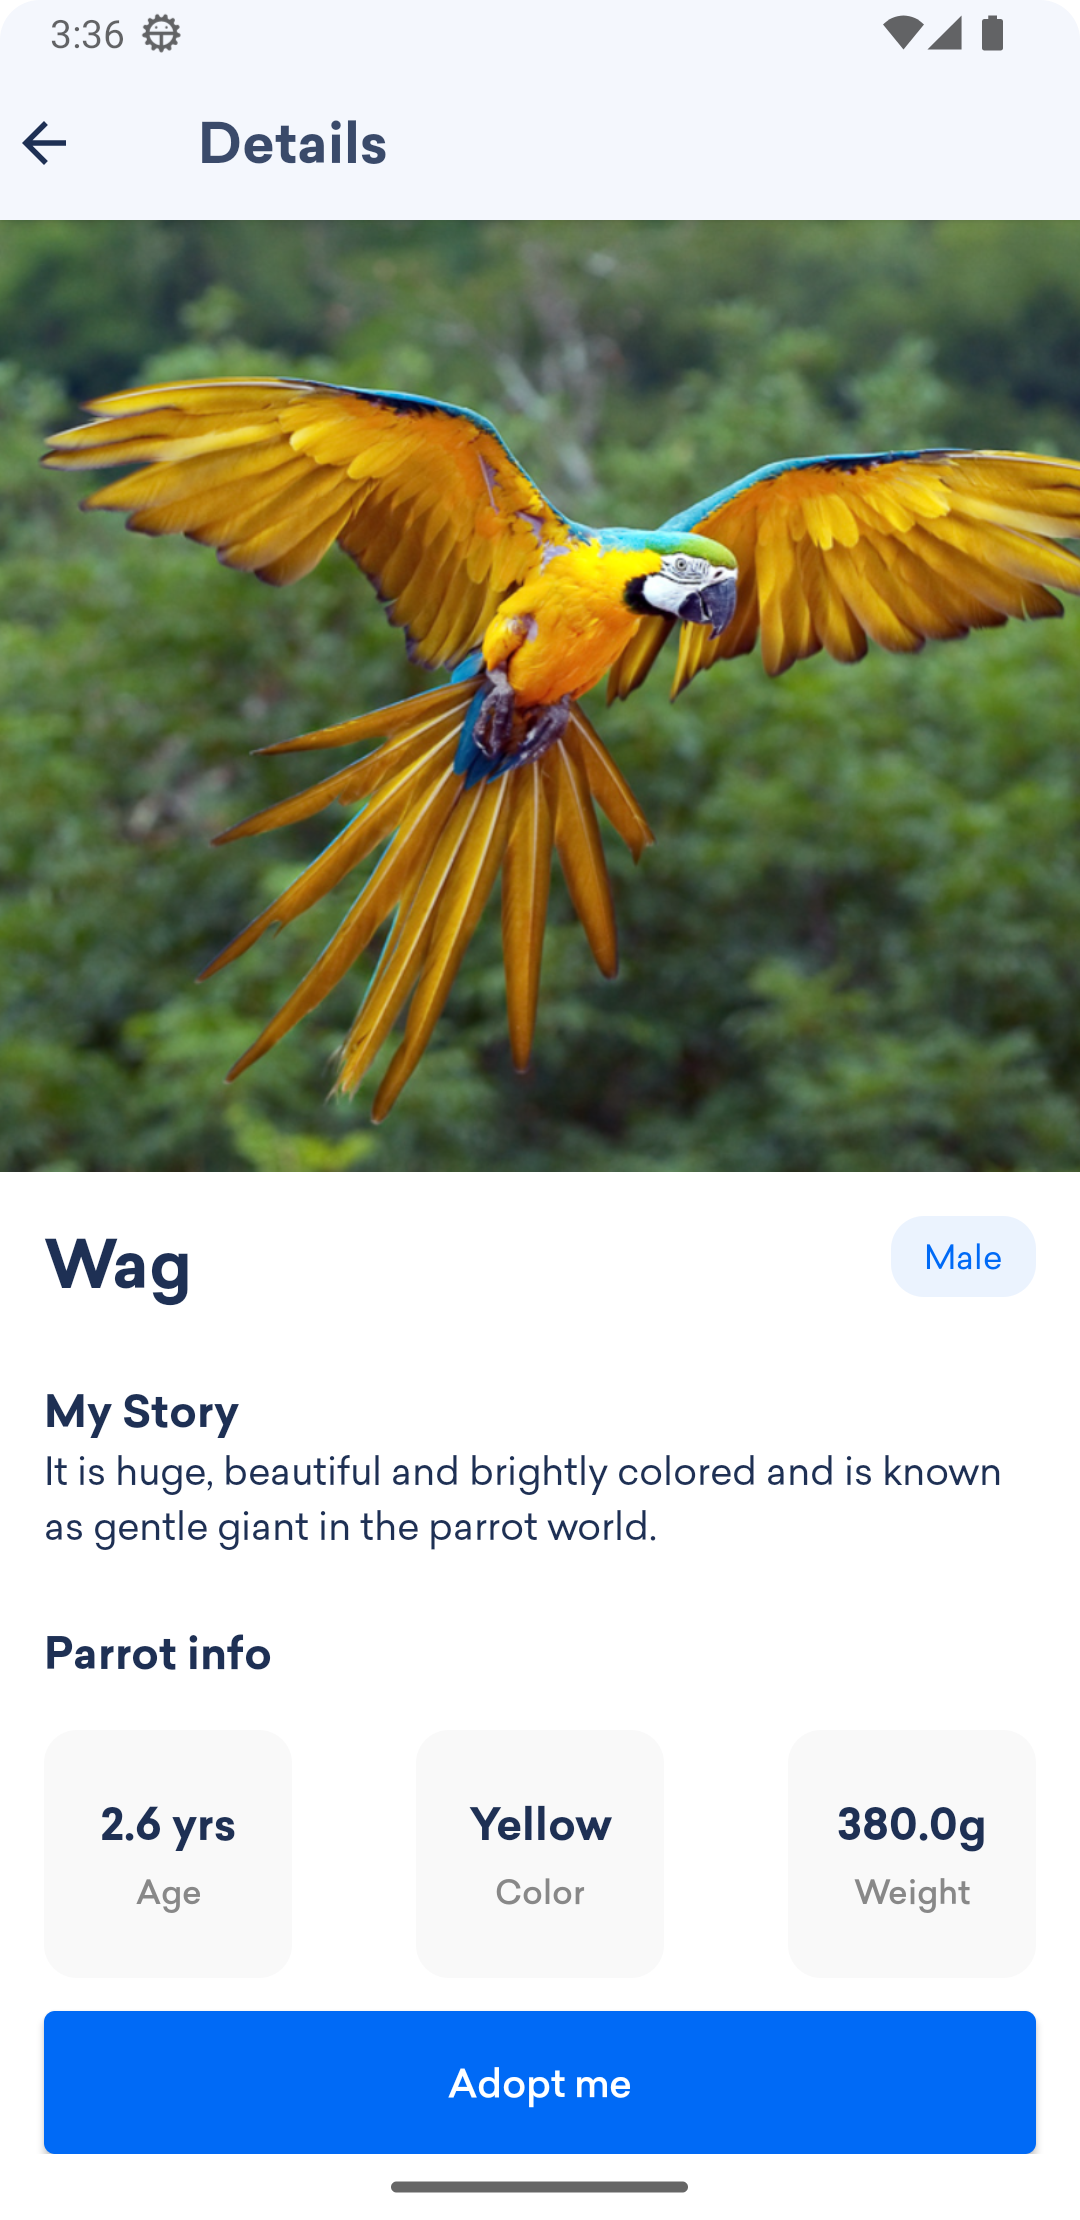 3:36
Details
Wag
Male
My Story
It is huge, beautiful and brightly colored and is known
as gentle giant in the parrot world.
Parrot info
2.6 yrs
Age
Yellow
Color
380.0g
Weight
Adopt me